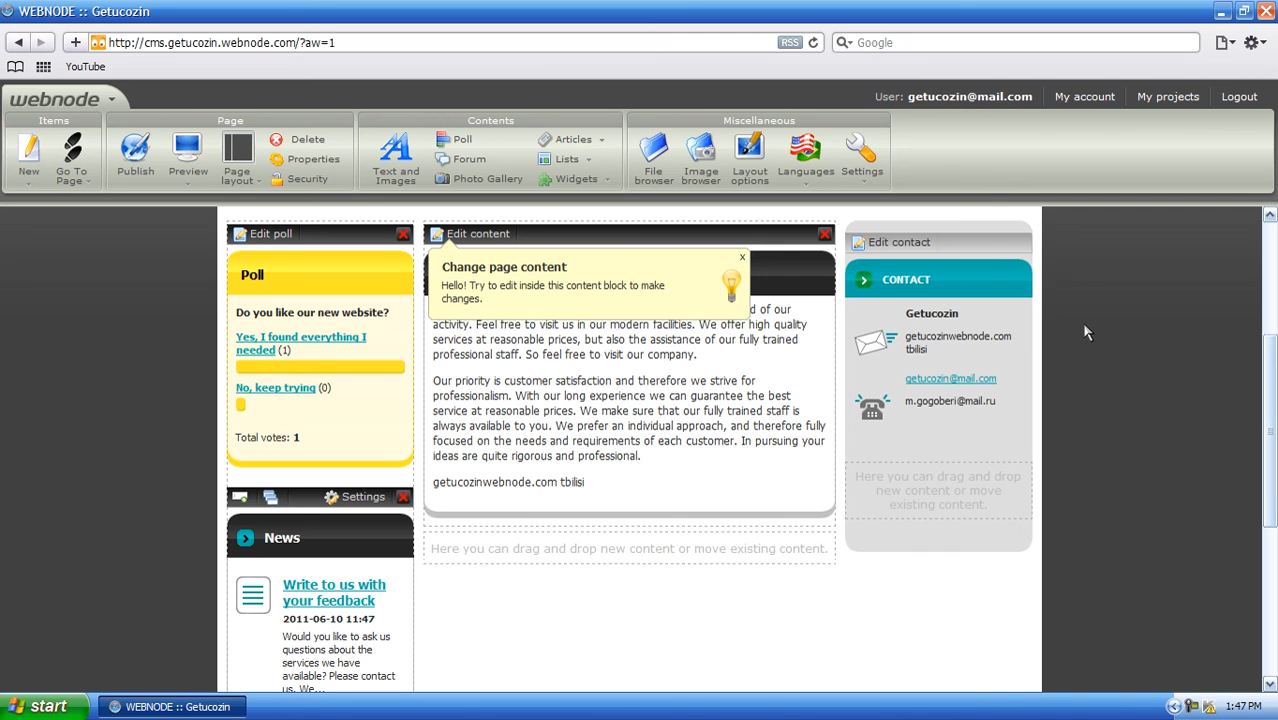 WEBNODE :: Getucozin
http://cms.getucozin.webnode.com/?aw=1
RSS
Google
YouTube
webnode
User: getucozin@mail.com
My account
My projects
Logout
Items
Page
Contents
Miscellaneous
New
Go To Page
Publish
Preview
Page layout
Delete
Properties
Security
Text and Images
Poll
Forum
Photo Gallery
Articles
Lists
Widgets
File browser
Image browser
Layout options
Languages
Settings
Edit poll
Poll
Do you like our new website?
Yes, I found everything I
needed (1)
No, keep trying (0)
Total votes: 1
Settings
News
Write to us with
your feedback
2011-06-10 11:47
Would you like to ask us
questions about the
services we have
available? Please contact
us. We...
Edit content
Change page content
x
Hello! Try to edit inside this content block to make
changes.
d of our
activity. Feel free to visit us in our modern facilities. We offer high quality
services at reasonable prices, but also the assistance of our fully trained
professional staff. So feel free to visit our company.
Our priority is customer satisfaction and therefore we strive for
professionalism. With our long experience we can guarantee the best
service at reasonable prices. We make sure that our fully trained staff is
always available to you. We prefer an individual approach, and therefore fully
focused on the needs and requirements of each customer. In pursuing your
ideas are quite rigorous and professional.
getucozinwebnode.com tbilisi
Here you can drag and drop new content or move existing content.
Edit contact
CONTACT
Getucozin
getucozinwebnode.com
tbilisi
getucozin@mail.com
m.gogoberi@mail.ru
Here you can drag and drop
new content or move
existing content.
start
WEBNODE :: Getucozin
1:47 PM